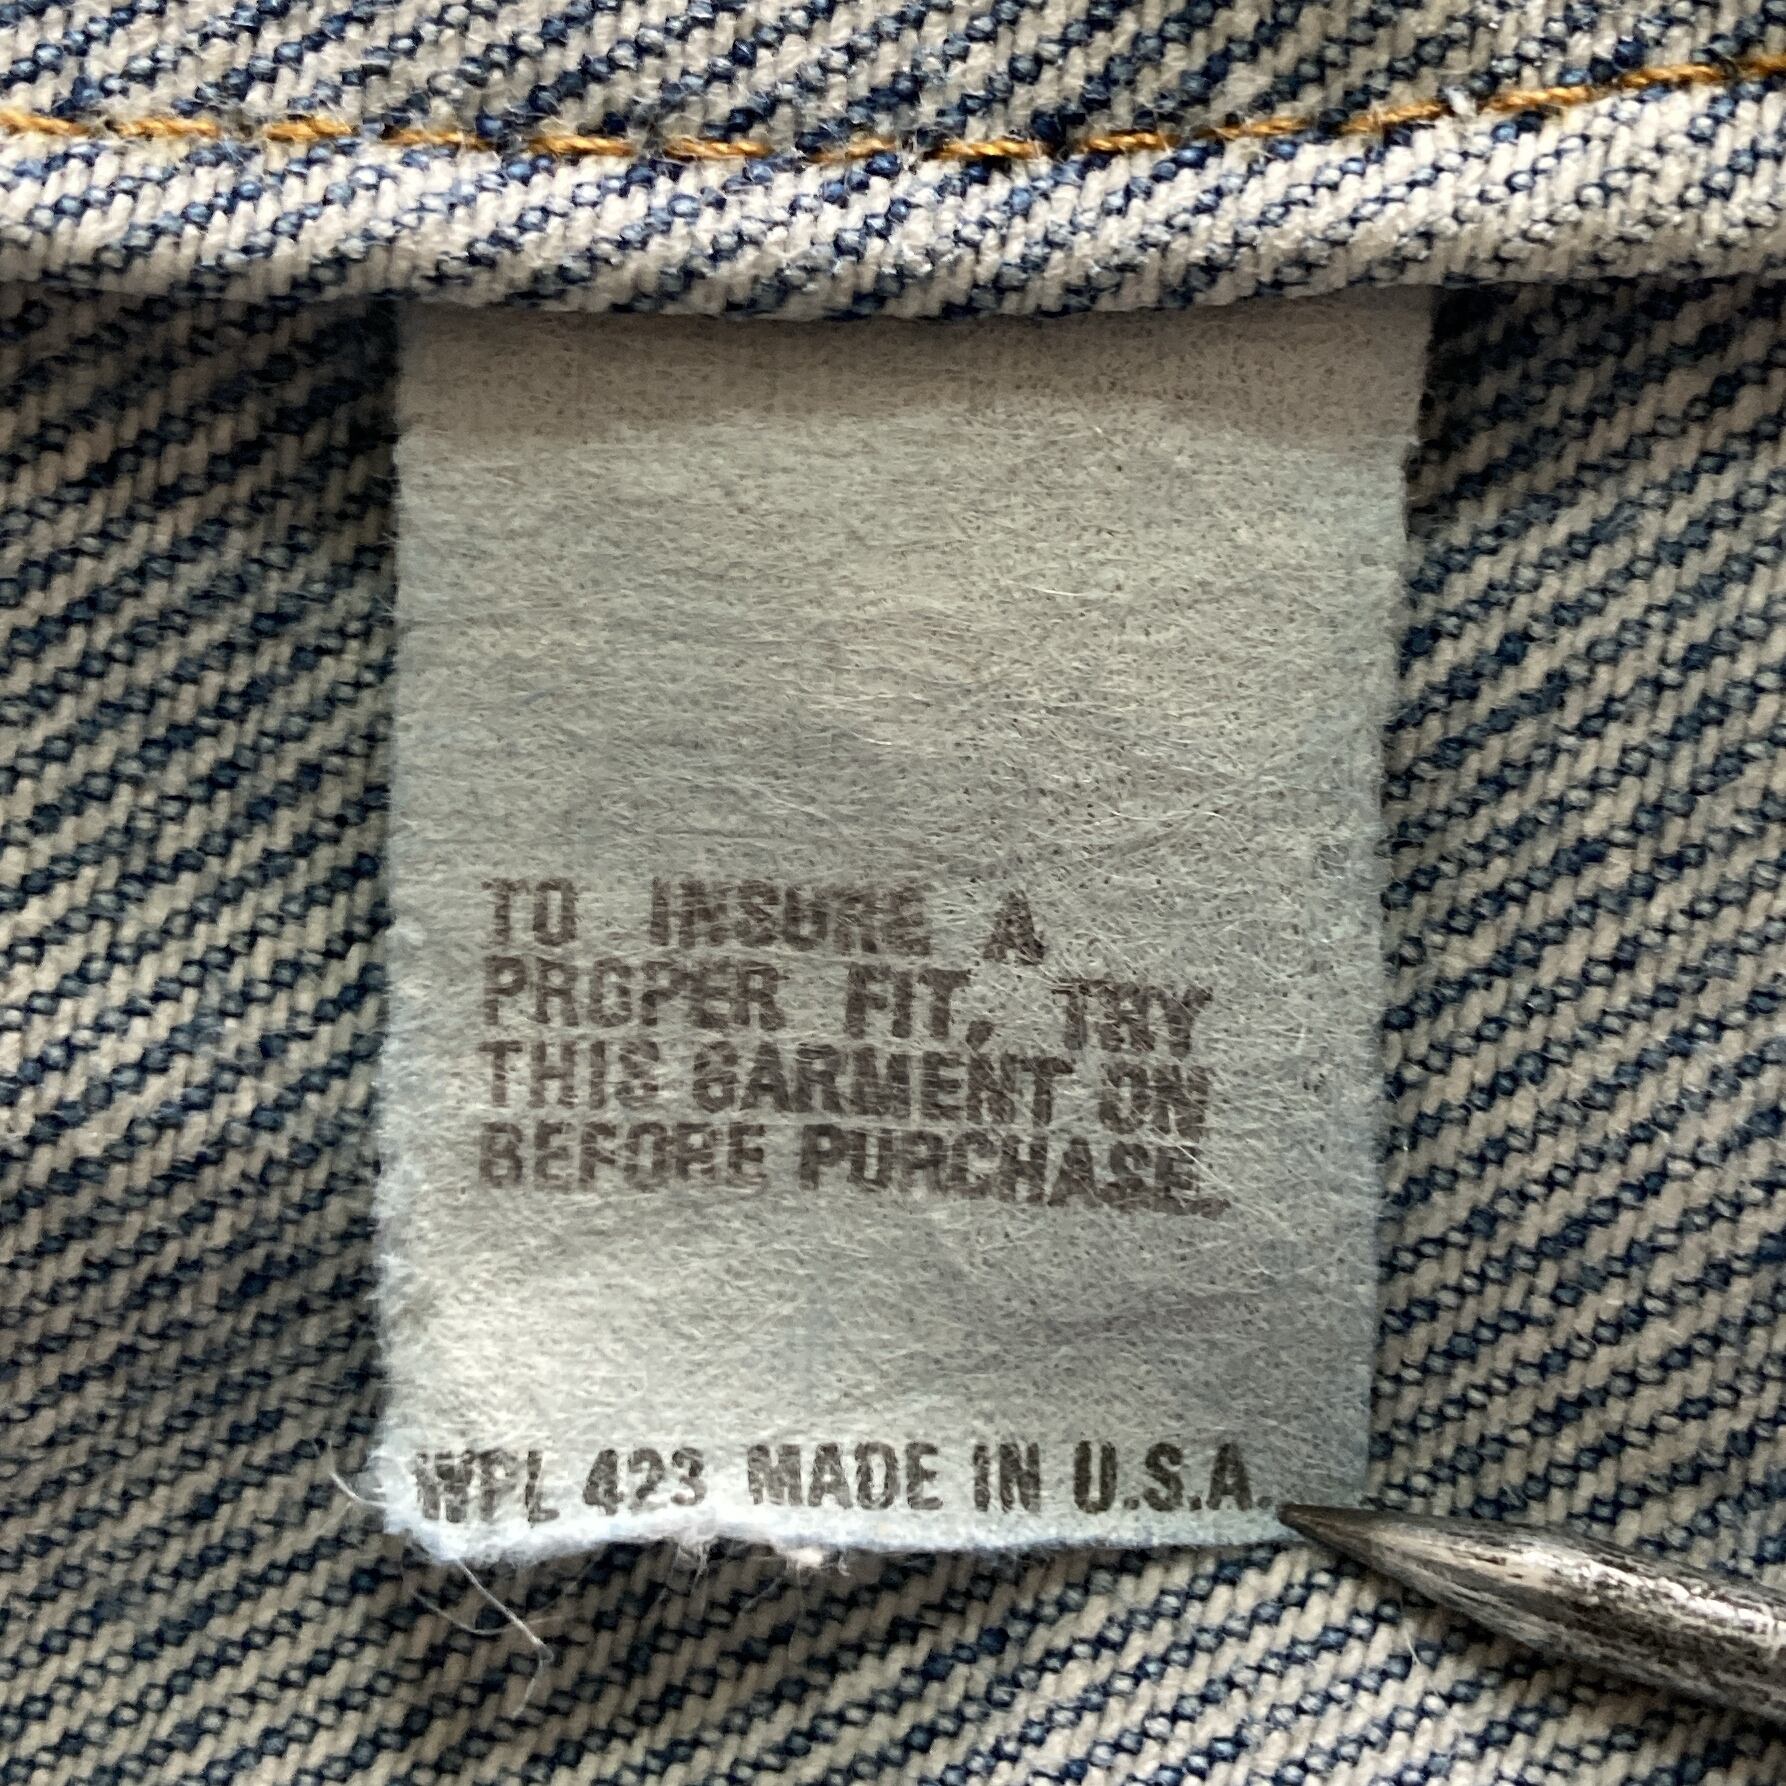 TO INSURE A
PROPER FIT, TRY
THIS GARMENT ON
BEFORE PURCHASE.
WPL 423 MADE IN U.S.A.